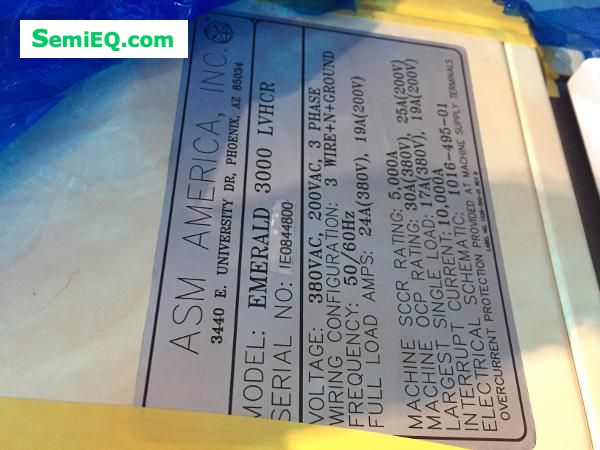 SemiEQ.com
ASM AMERICA, INC.
3440 E. UNIVERSITY DR, PHOENIX, AZ 85034
MODEL: EMERALD 3000 LVHCR
SERIAL NO: IE0844800
VOLTAGE: 380VAC, 200VAC, 3 PHASE
WIRING CONFIGURATION: 3 WIRE+N+GROUND
FREQUENCY: 50/60Hz
FULL LOAD AMPS: 24A(380V), 19A(200V)
MACHINE SCCR RATING: 5,000A
MACHINE OCP RATING: 30A(380V), 25A(200V)
LARGEST SINGLE LOAD: 17A(380V), 19A(200V)
INTERRUPT CURRENT: 10,000A
ELECTRICAL SCHEMATIC: 1016-495-01
OVERCURRENT PROTECTION PROVIDED AT MACHINE SUPPLY TERMINALS
LABEL NO.